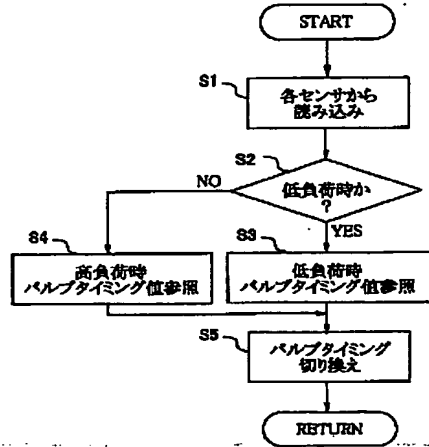 START
S1
各センサから
読み込み
S2
低負荷時か
?
NO
YES
S4
高負荷時
バルブタイミング値参照
S3
低負荷時
バルブタイミング値参照
S5
バルブタイミング
切り換え
RETURN